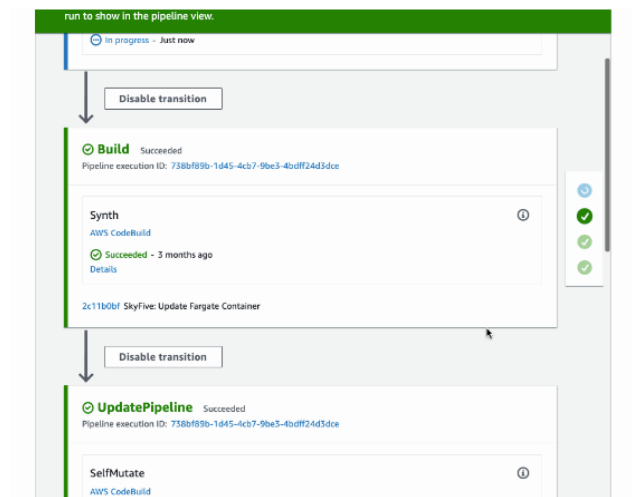 run to show in the pipeline view.
In progress - Just now
Disable transition
Build Succeeded
Pipeline execution ID: 738bf89b-1d45-4cb7-9be3-4bdff24d3dce
Synth
AWS CodeBuild
Succeeded - 3 months ago
Details
2c11b0bf SkyFive: Update Fargate Container
Disable transition
UpdatePipeline Succeeded
Pipeline execution ID: 738bf89b-1d45-4cb7-9be3-4bdff24d3dce
SelfMutate
AWS CodeBuild